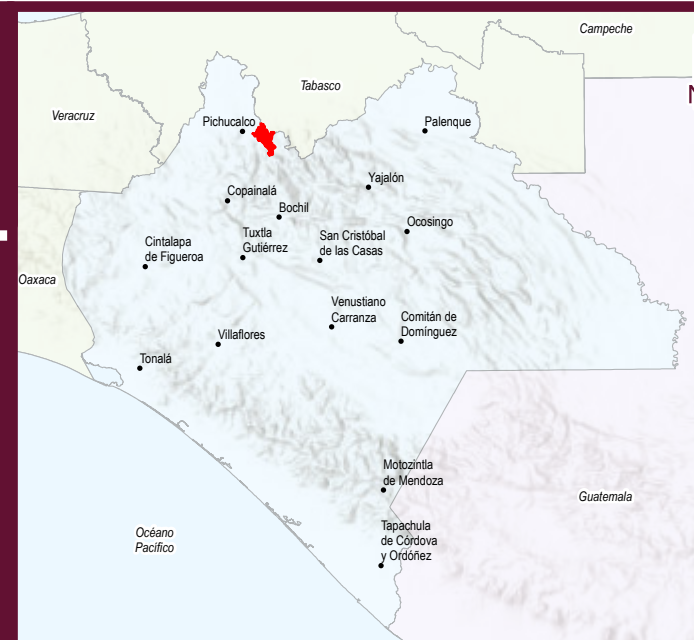 Campeche
Tabasco
Veracruz
Pichucalco
Palenque
Yajalón
Copainalá
Bochil
Ocosingo
Tuxtla
Gutiérrez
San Cristóbal
de las Casas
Cintalapa
de Figueroa
Oaxaca
Venustiano
Carranza
Comitán de
Domínguez
Villaflores
Tonalá
Motozintla
de Mendoza
Guatemala
Océano
Pacífico
Tapachula
de Córdova
y Ordóñez